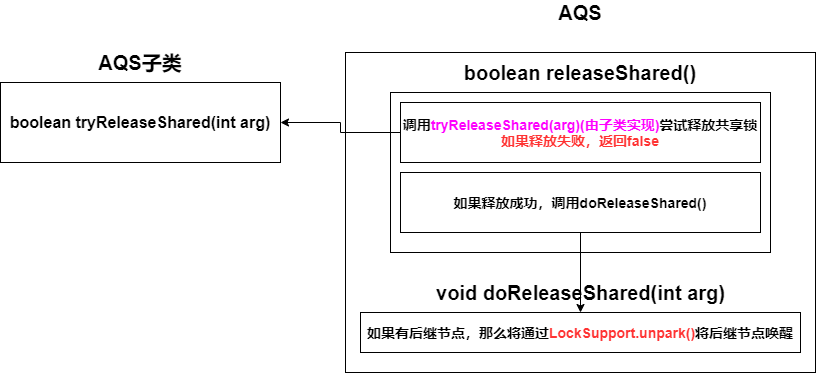 AQS
AQS子类
boolean tryReleaseShared(int arg)
boolean releaseShared()
调用tryReleaseShared(arg)(由子类实现)尝试释放共享锁
如果释放失败，返回false
如果释放成功，调用doReleaseShared()
void doReleaseShared(int arg)
如果有后继节点，那么将通过LockSupport.unpark()将后继节点唤醒